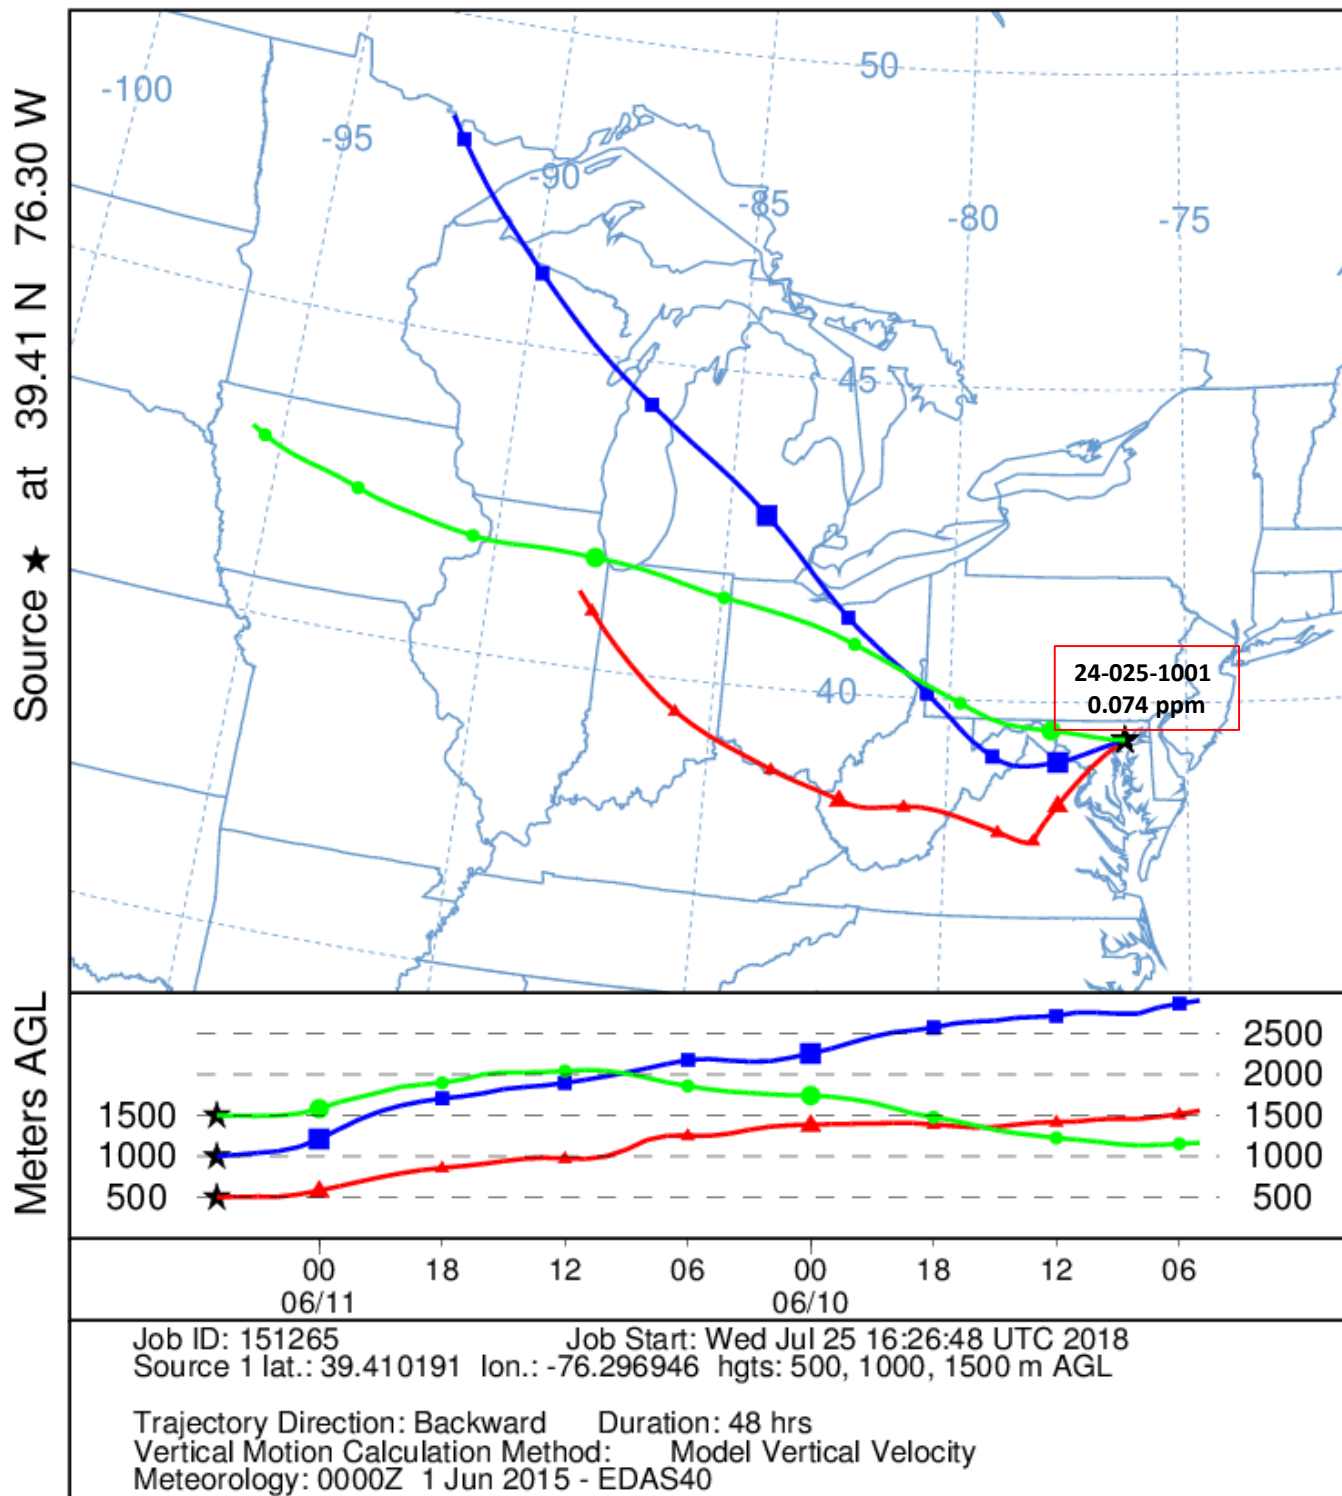 Source ★ at 39.41 N 76.30 W
-100
-95
-90
-85
-80
-75
50
45
40
24-025-1001
0.074 ppm
Meters AGL
1500
1000
500
2500
2000
1500
1000
500
00 18 12 06 00 18 12 06
06/11 06/10
Job ID: 151265 Job Start: Wed Jul 25 16:26:48 UTC 2018
Source 1 lat.: 39.410191 lon.: -76.296946 hgts: 500, 1000, 1500 m AGL
Trajectory Direction: Backward Duration: 48 hrs
Vertical Motion Calculation Method: Model Vertical Velocity
Meteorology: 0000Z 1 Jun 2015 - EDAS40